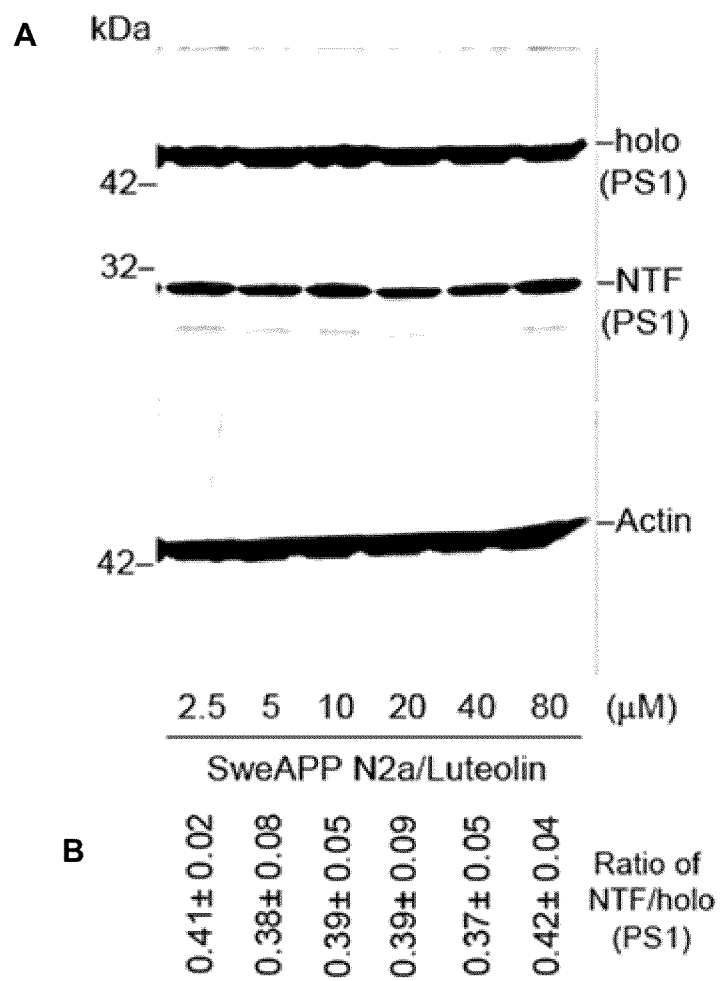 A
kDa
–holo
42–
(PS1)
32–
–NTF
(PS1)
–Actin
42–
2.5 5 10 20 40 80 (μM)
SweAPP N2a/Luteolin
B
0.41± 0.02
0.38± 0.08
0.39± 0.05
0.39± 0.09
0.37± 0.05
0.42± 0.04
Ratio of
NTF/holo
(PS1)